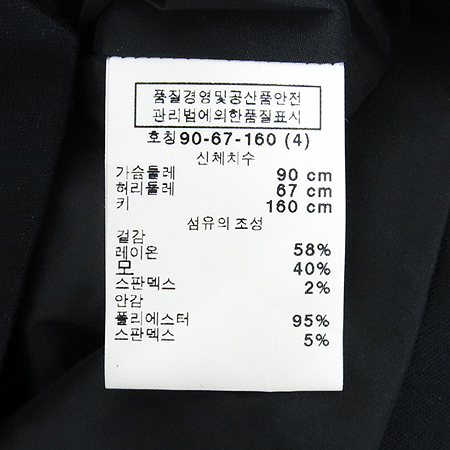 품질경영및공산품안전
관리법에의한품질표시
호칭90-67-160 (4)
신체치수
가슴둘레 90 cm
허리둘레 67 cm
키 160 cm
섬유의 조성
겉감
레이온 58%
모 40%
스판덱스 2%
안감
폴리에스터 95%
스판덱스 5%